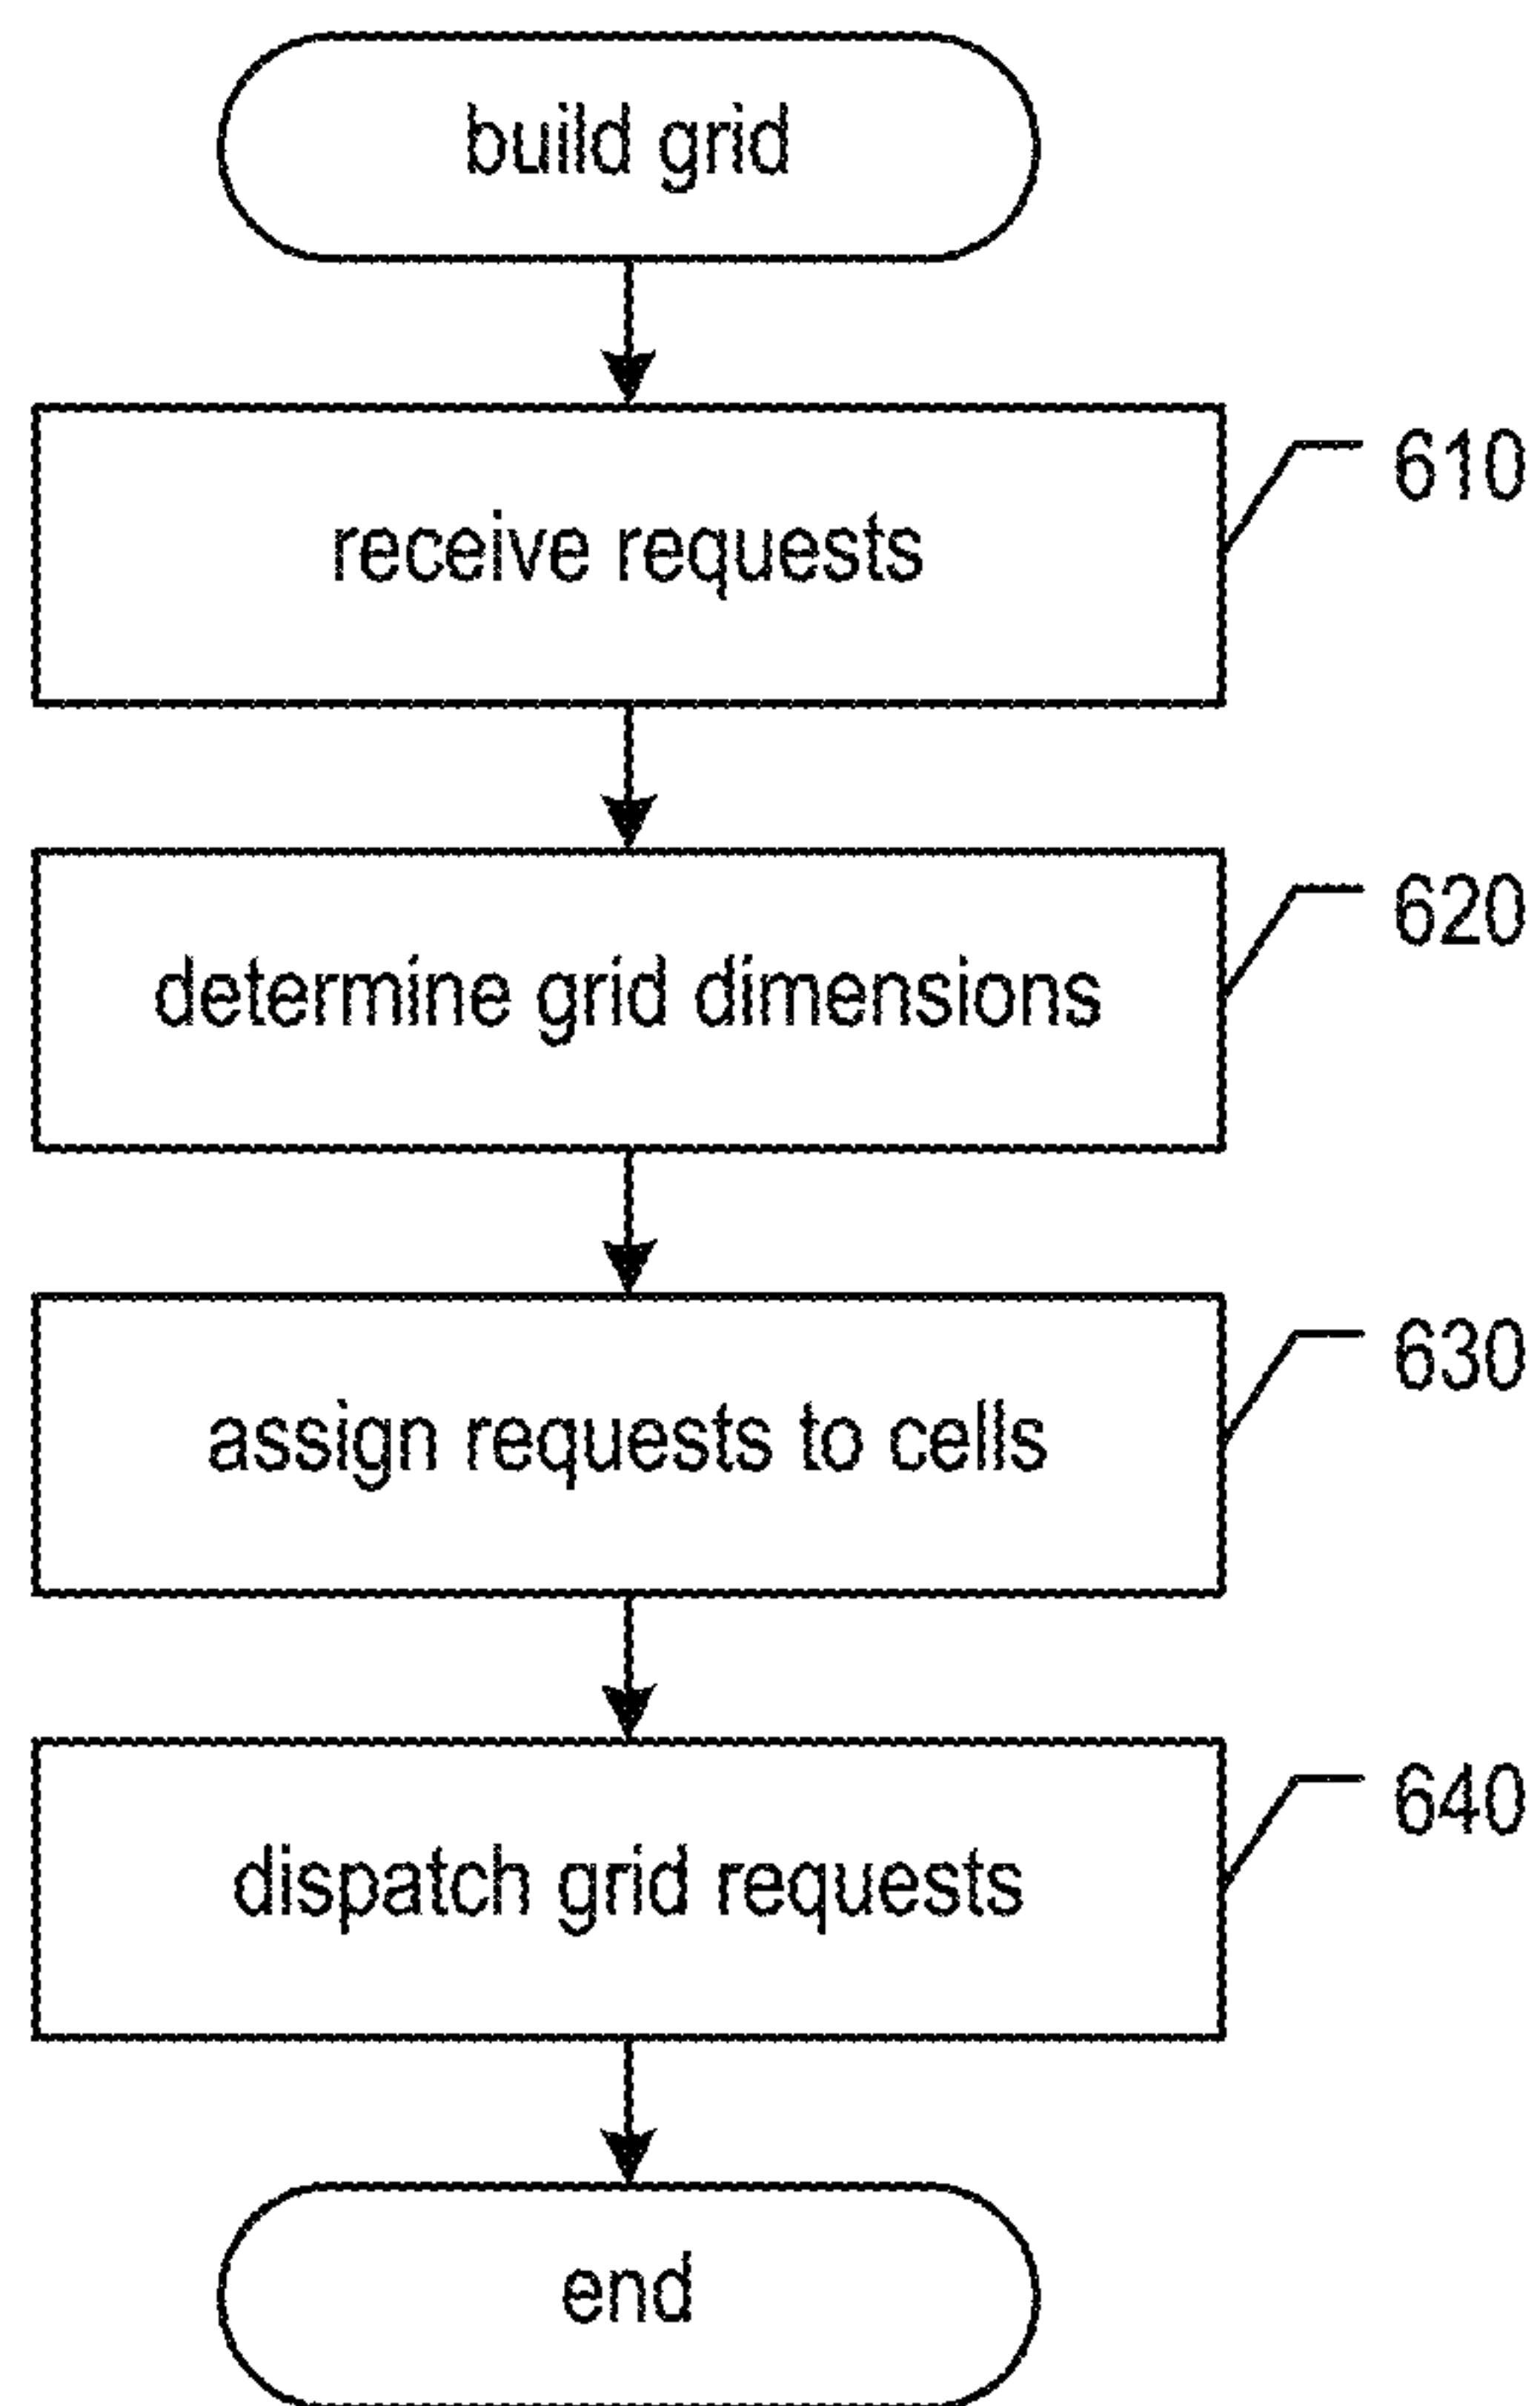 build grid
receive requests
610
determine grid dimensions
620
assign requests to cells
630
dispatch grid requests
640
end